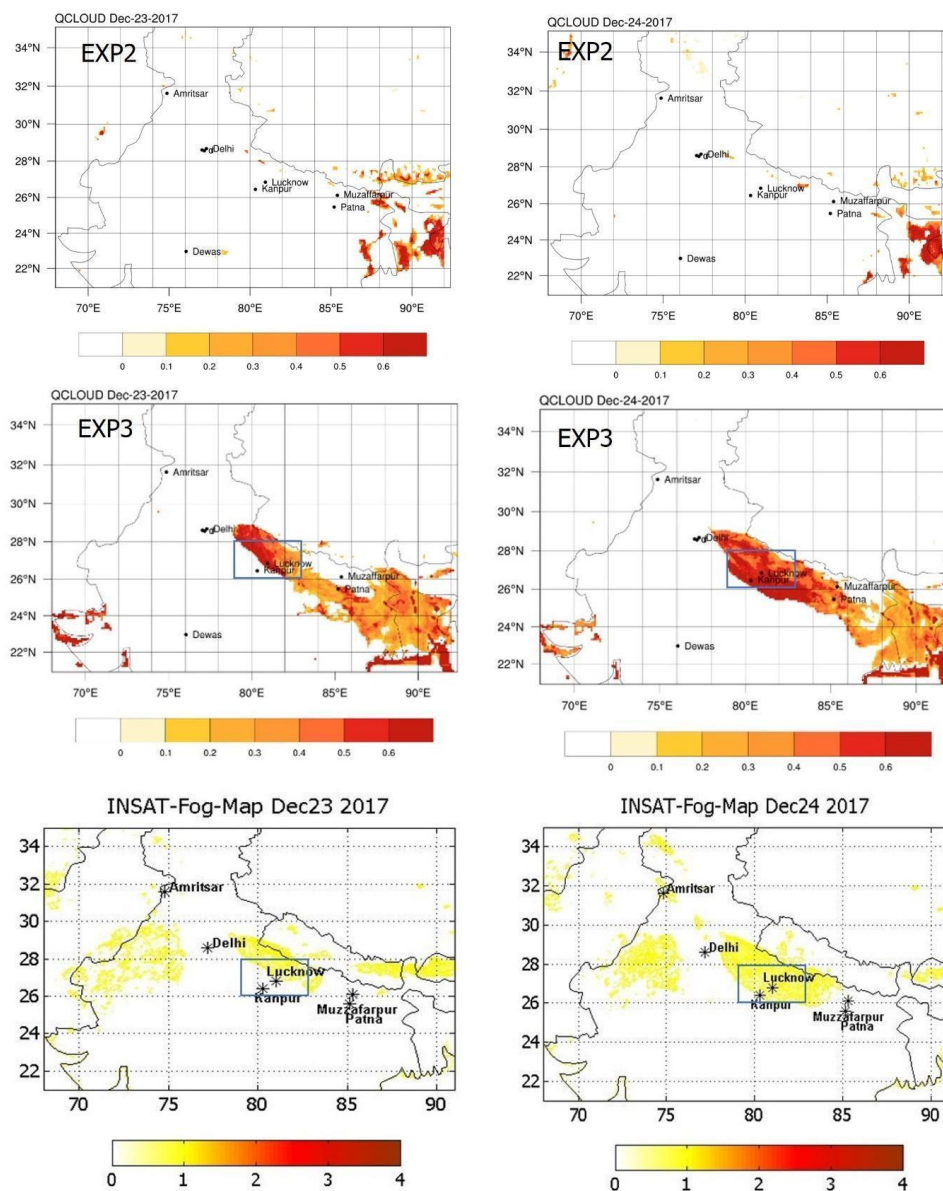 QCLOUD Dec-23-2017
EXP2
34°N
32°N
30°N
28°N
26°N
24°N
22°N
Amritsar
Delhi
Lucknow
Kanpur
Muzaffarpur
Patna
Dewas
70°E
75°E
80°E
85°E
90°E
0 0.1 0.2 0.3 0.4 0.5 0.6
QCLOUD Dec-24-2017
EXP2
34°N
32°N
30°N
28°N
26°N
24°N
22°N
Amritsar
Delhi
Lucknow
Kanpur
Muzaffarpur
Patna
Dewas
70°E
75°E
80°E
85°E
90°E
0 0.1 0.2 0.3 0.4 0.5 0.6
QCLOUD Dec-23-2017
EXP3
34°N
32°N
30°N
28°N
26°N
24°N
22°N
Amritsar
Delhi
Lucknow
Kanpur
Muzaffarpur
Patna
Dewas
70°E
75°E
80°E
85°E
90°E
0 0.1 0.2 0.3 0.4 0.5 0.6
QCLOUD Dec-24-2017
EXP3
34°N
32°N
30°N
28°N
26°N
24°N
22°N
Amritsar
Delhi
Lucknow
Kanpur
Muzaffarpur
Patna
Dewas
70°E
75°E
80°E
85°E
90°E
0 0.1 0.2 0.3 0.4 0.5 0.6
INSAT-Fog-Map Dec23 2017
34
32
30
28
26
24
22
Amritsar
Delhi
Lucknow
Kanpur
Muzzafarpur
Patna
70 75 80 85 90
0 1 2 3 4
INSAT-Fog-Map Dec24 2017
34
32
30
28
26
24
22
Amritsar
Delhi
Lucknow
Kanpur
Muzzafarpur
Patna
70 75 80 85 90
0 1 2 3 4